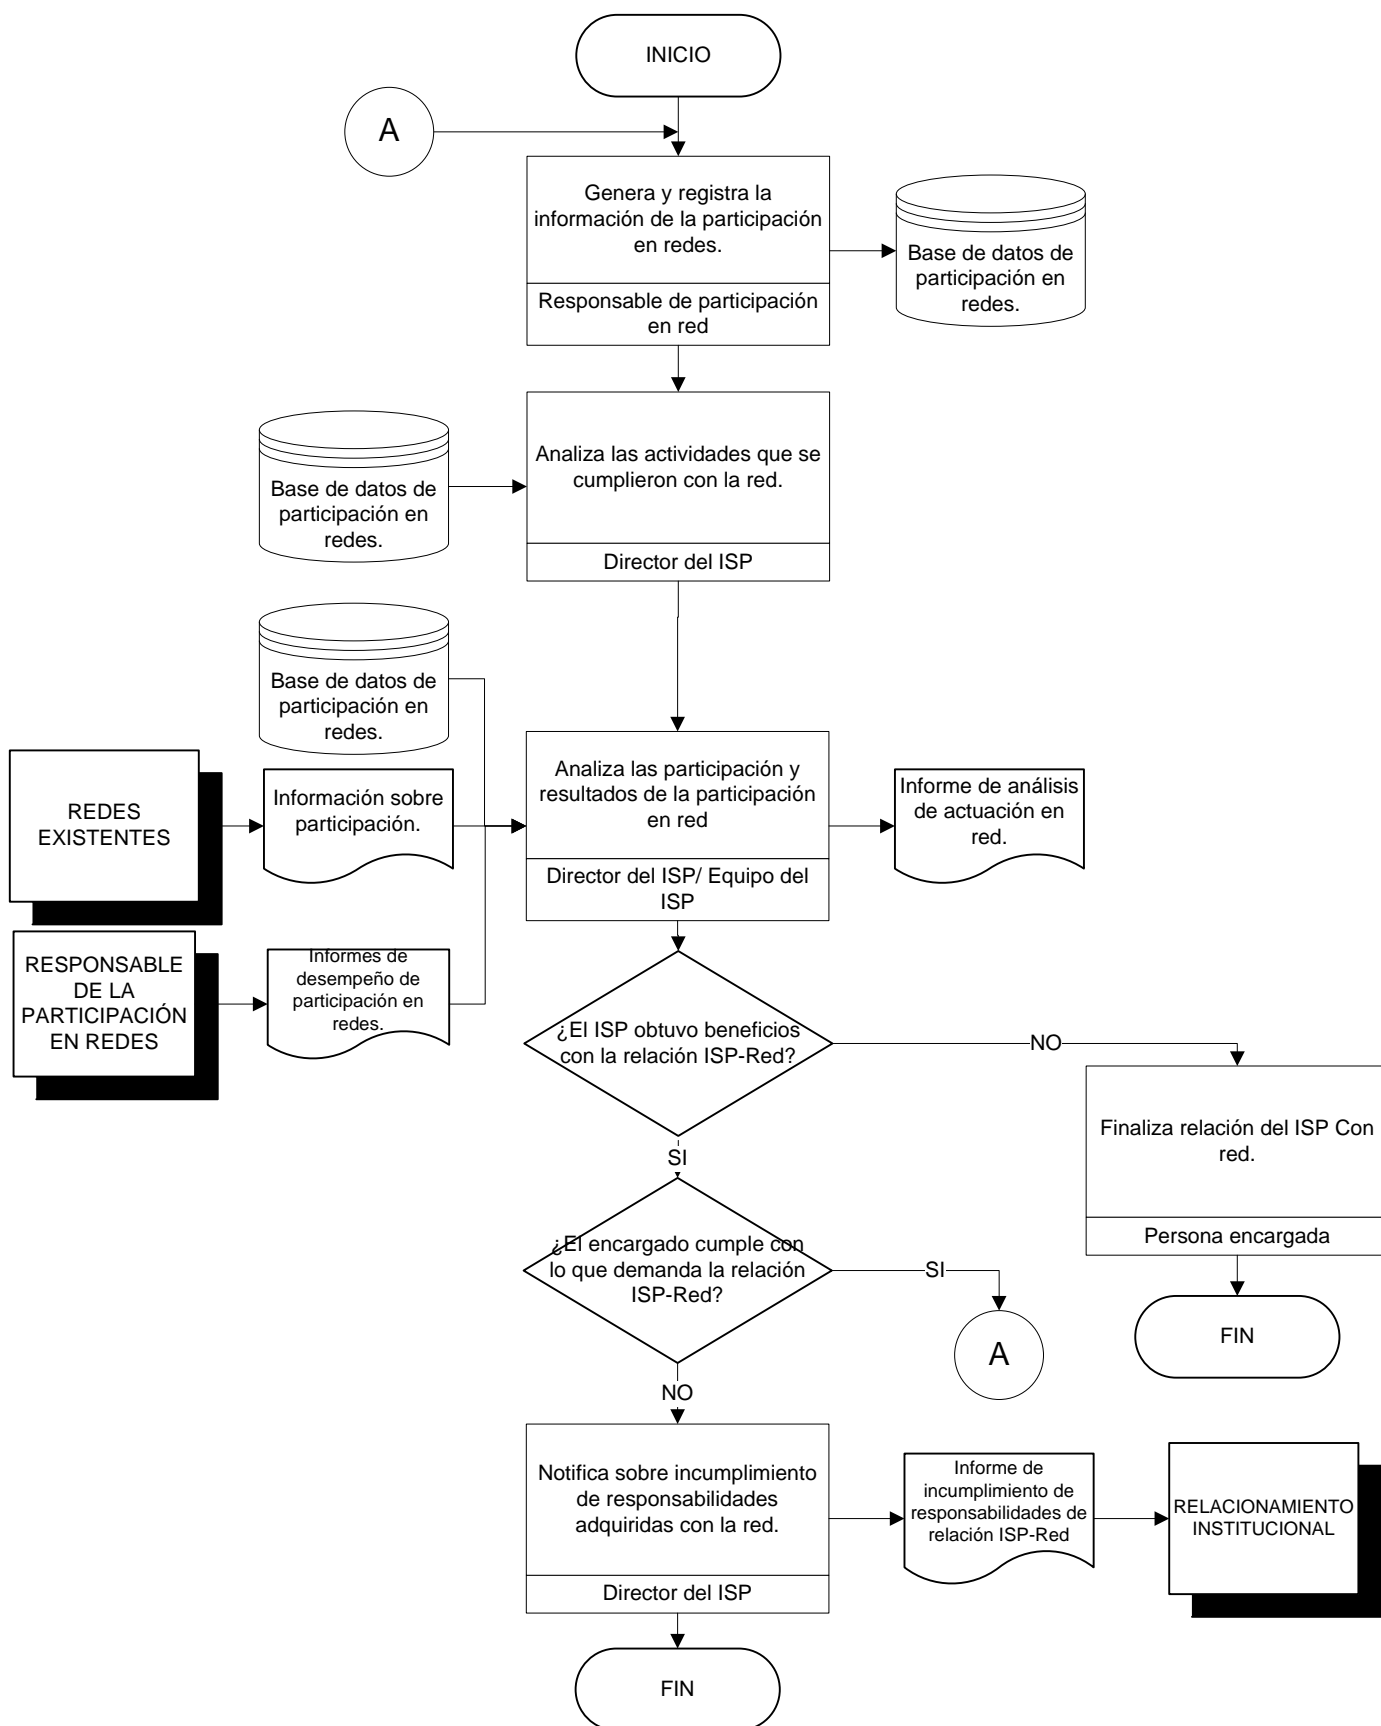 INICIO
A
Genera y registra la
información de la participación
en redes.
Responsable de participación
en red
Base de datos de
participación en
redes.
Analiza las actividades que se
cumplieron con la red.
Director del ISP
Base de datos de
participación en
redes.
Base de datos de
participación en
redes.
REDES
EXISTENTES
Información sobre
participación.
Analiza las participación y
resultados de la participación
en red
Director del ISP/ Equipo del
ISP
Informe de análisis
de actuación en
red.
RESPONSABLE
DE LA
PARTICIPACIÓN
EN REDES
Informes de
desempeño de
participación en
redes.
¿El ISP obtuvo beneficios
con la relación ISP-Red?
NO
Finaliza relación del ISP Con
red.
Persona encargada
FIN
SI
¿El encargado cumple con
lo que demanda la relación
ISP-Red?
SI
A
NO
Notifica sobre incumplimiento
de responsabilidades
adquiridas con la red.
Director del ISP
Informe de
incumplimiento de
responsabilidades de
relación ISP-Red
RELACIONAMIENTO
INSTITUCIONAL
FIN